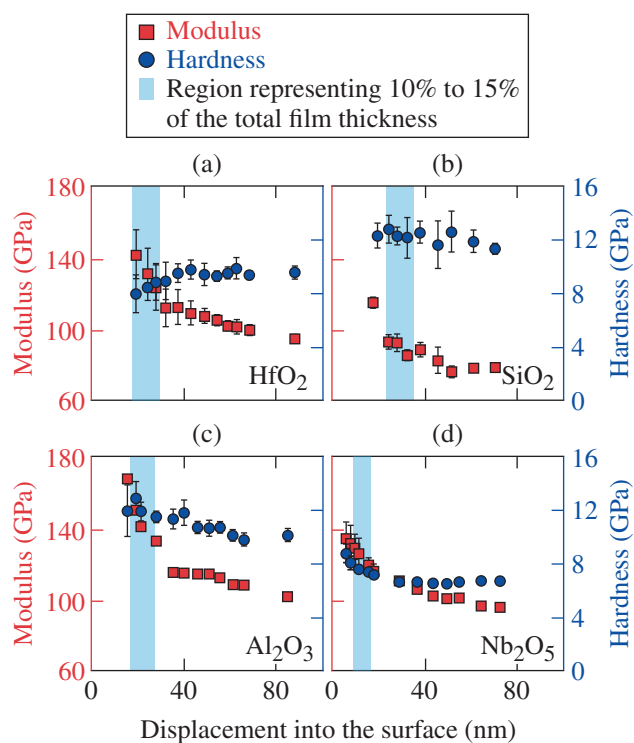 Modulus
Hardness
Region representing 10% to 15%
of the total film thickness
(a)
(b)
180
140
100
60
Modulus (GPa)
HfO₂
SiO₂
16
12
8
4
0
Hardness (GPa)
(c)
(d)
180
140
100
60
Modulus (GPa)
Al₂O₃
Nb₂O₅
16
12
8
4
0
Hardness (GPa)
0
40
80
0
40
80
Displacement into the surface (nm)